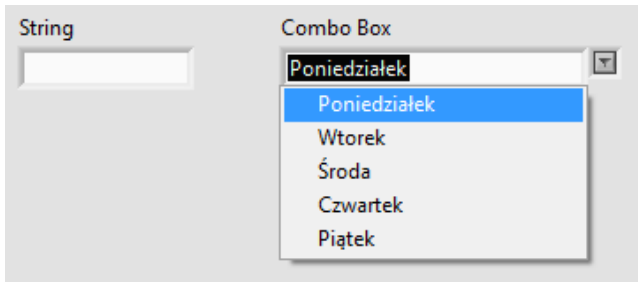 String
Combo Box
Poniedziałek
Poniedziałek
Wtorek
Środa
Czwartek
Piątek